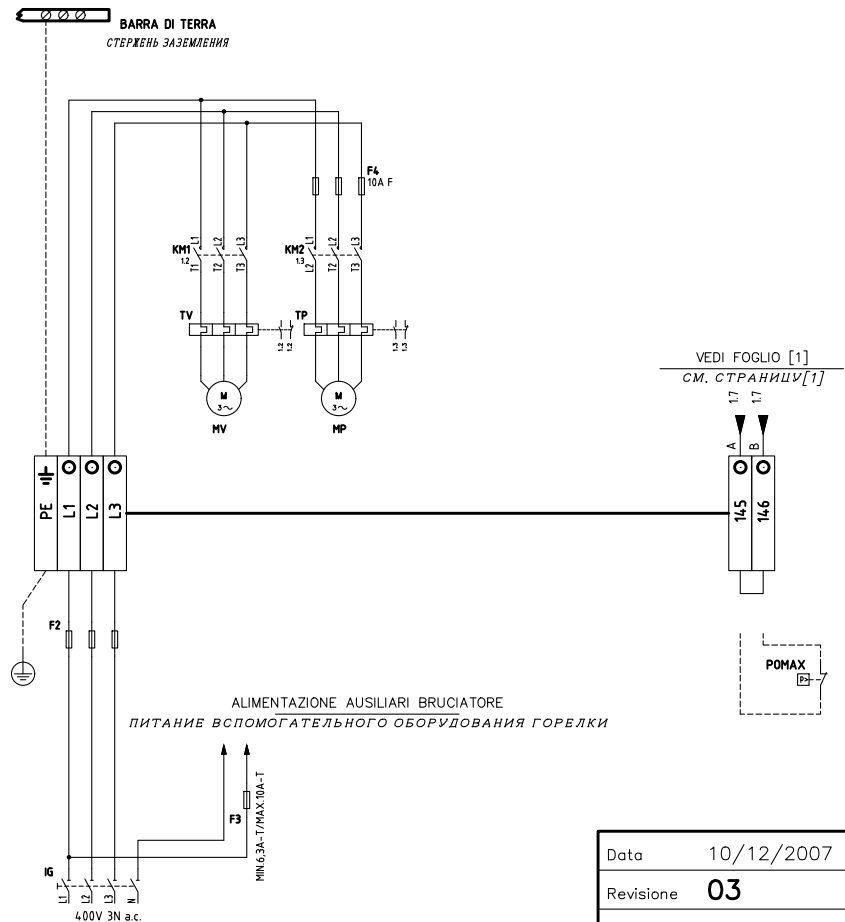 BARRA DI TERRA
СТЕРЖЕНЬ ЗАЗЕМЛЕНИЯ
F4
10A F
KM1
1.2
L1
L2
L3
T1
T2
T3
KM2
1.3
L1
L2
L3
L2
T2
T3
TV
1.2
1.2
TP
1.3
1.3
M
3~
MV
M
3~
MP
VEDI FOGLIO [1]
СМ. СТРАНИЦУ[1]
1.7
1.7
A
B
PE
L1
L2
L3
145
146
F2
POMAX
P>
ALIMENTAZIONE AUSILIARI BRUCIATORE
ПИТАНИЕ ВСПОМОГАТЕЛЬНОГО ОБОРУДОВАНИЯ ГОРЕЛКИ
F3
MIN.6,3A-T/MAX.10A-T
IG
L1
L2
L3
N
400V 3N a.c.
Data 10/12/2007
Revisione 03